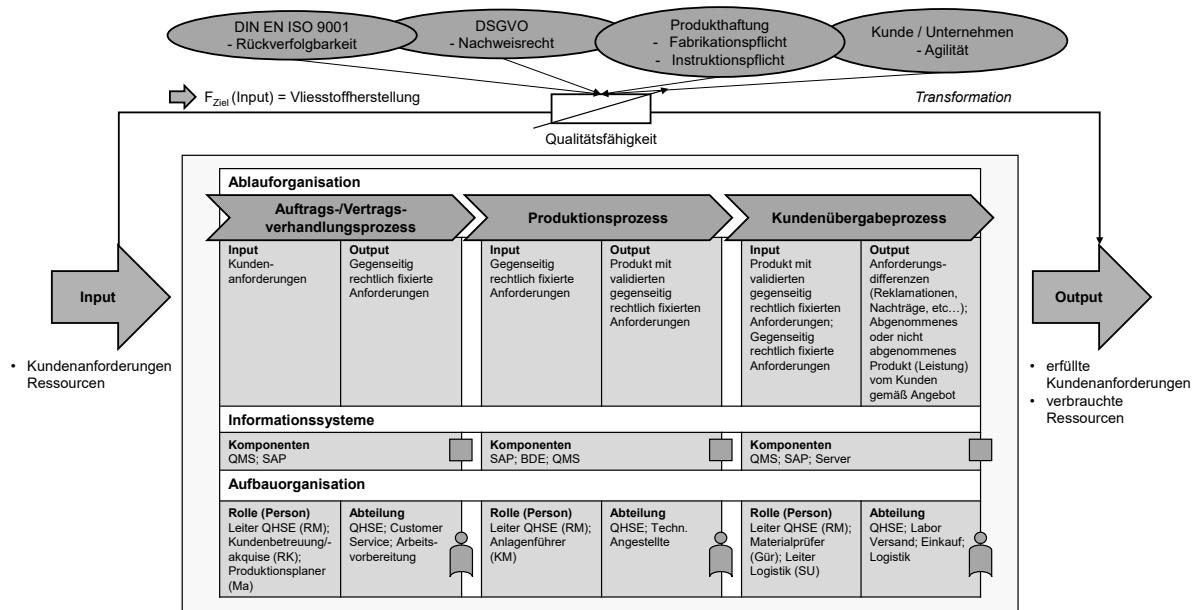 DIN EN ISO 9001
- Rückverfolgbarkeit
DSGVO
- Nachweisrecht
Produkthaftung
- Fabrikationspflicht
- Instruktionspflicht
Kunde / Unternehmen
- Agilität
F_Ziel (Input) = Vliesstoffherstellung
Transformation
Qualitätsfähigkeit
Input
• Kundenanforderungen
Ressourcen
Ablauforganisation
Auftrags-/Vertrags-
verhandlungsprozess
Produktionsprozess
Kundenübergabeprozess
Input
Kunden-
anforderungen
Output
Gegenseitig
rechtlich fixierte
Anforderungen
Input
Gegenseitig
rechtlich fixierte
Anforderungen
Output
Produkt mit
validierten
gegenseitig
rechtlich fixierten
Anforderungen
Input
Produkt mit
validierten
gegenseitig
rechtlich fixierten
Anforderungen;
Gegenseitig
rechtlich fixierte
Anforderungen
Output
Anforderungs-
differenzen
(Reklamationen,
Nachträge, etc…);
Abgenommenes
oder nicht
abgenommenes
Produkt (Leistung)
vom Kunden
gemäß Angebot
Informationssysteme
Komponenten
QMS; SAP
Komponenten
SAP; BDE; QMS
Komponenten
QMS; SAP; Server
Aufbauorganisation
Rolle (Person)
Leiter QHSE (RM);
Kundenbetreuung/-
akquise (RK);
Produktionsplaner
(Ma)
Abteilung
QHSE; Customer
Service; Arbeits-
vorbereitung
Rolle (Person)
Leiter QHSE (RM);
Anlagenführer
(KM)
Abteilung
QHSE; Techn.
Angestellte
Rolle (Person)
Leiter QHSE (RM);
Materialprüfer
(Gür); Leiter
Logistik (SU)
Abteilung
QHSE; Labor
Versand; Einkauf;
Logistik
Output
• erfüllte
Kundenanforderungen
• verbrauchte
Ressourcen